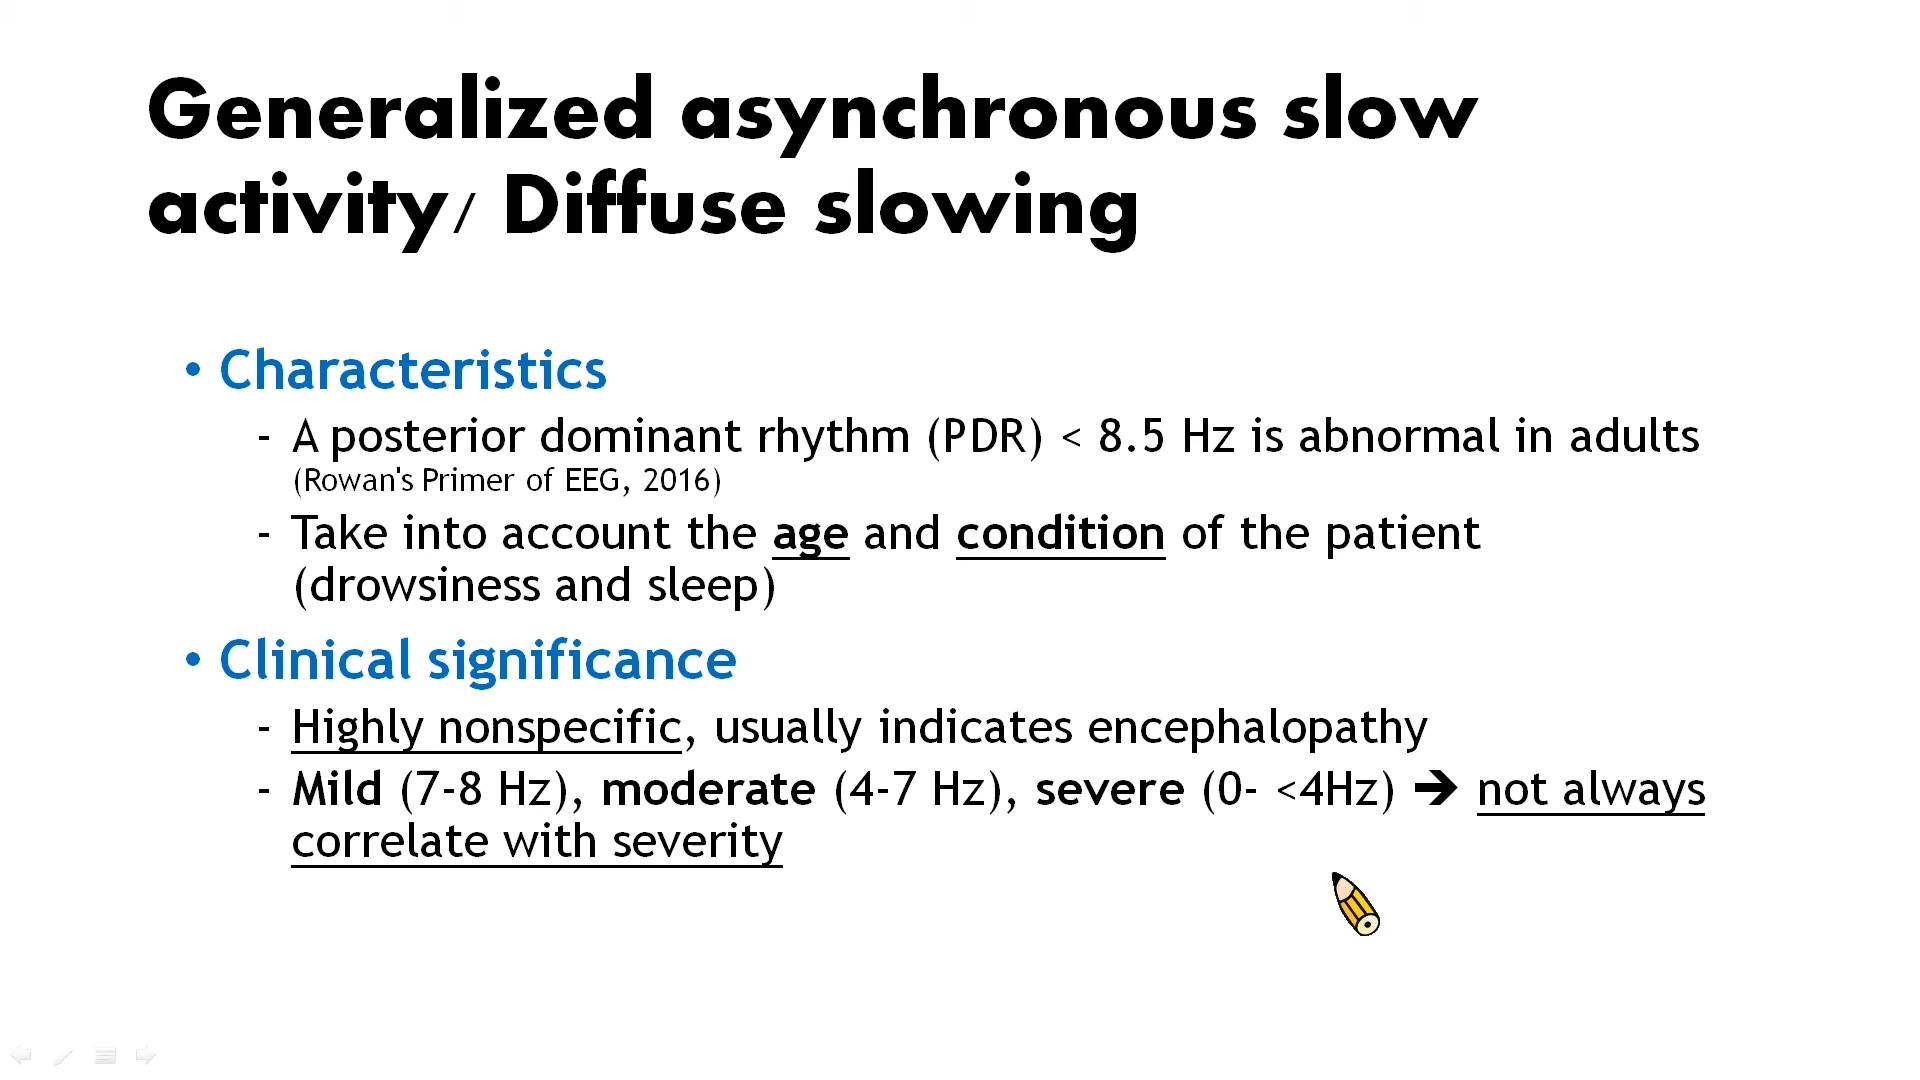 Generalized asynchronous slow
activity/ Diffuse slowing
• Characteristics
- A posterior dominant rhythm (PDR) < 8.5 Hz is abnormal in adults
(Rowan's Primer of EEG, 2016)
- Take into account the age and condition of the patient
(drowsiness and sleep)
• Clinical significance
- Highly nonspecific, usually indicates encephalopathy
- Mild (7-8 Hz), moderate (4-7 Hz), severe (0- <4Hz) ➔ not always
correlate with severity